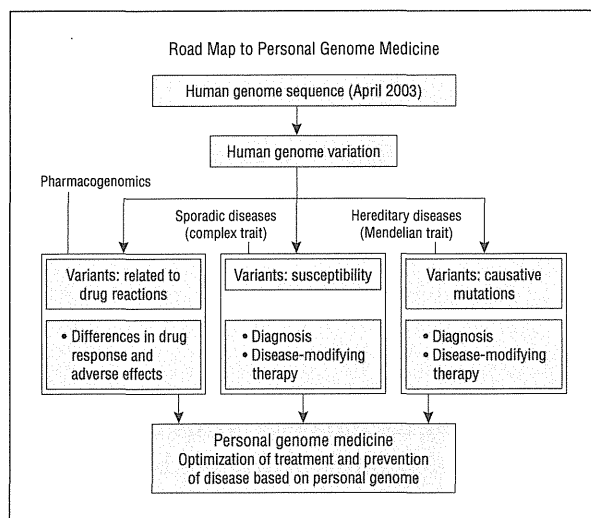 Road Map to Personal Genome Medicine
Human genome sequence (April 2003)
Human genome variation
Pharmacogenomics
Sporadic diseases
(complex trait)
Hereditary diseases
(Mendelian trait)
Variants: related to
drug reactions
• Differences in drug
response and
adverse effects
Variants: susceptibility
• Diagnosis
• Disease-modifying
therapy
Variants: causative
mutations
• Diagnosis
• Disease-modifying
therapy
Personal genome medicine
Optimization of treatment and prevention
of disease based on personal genome